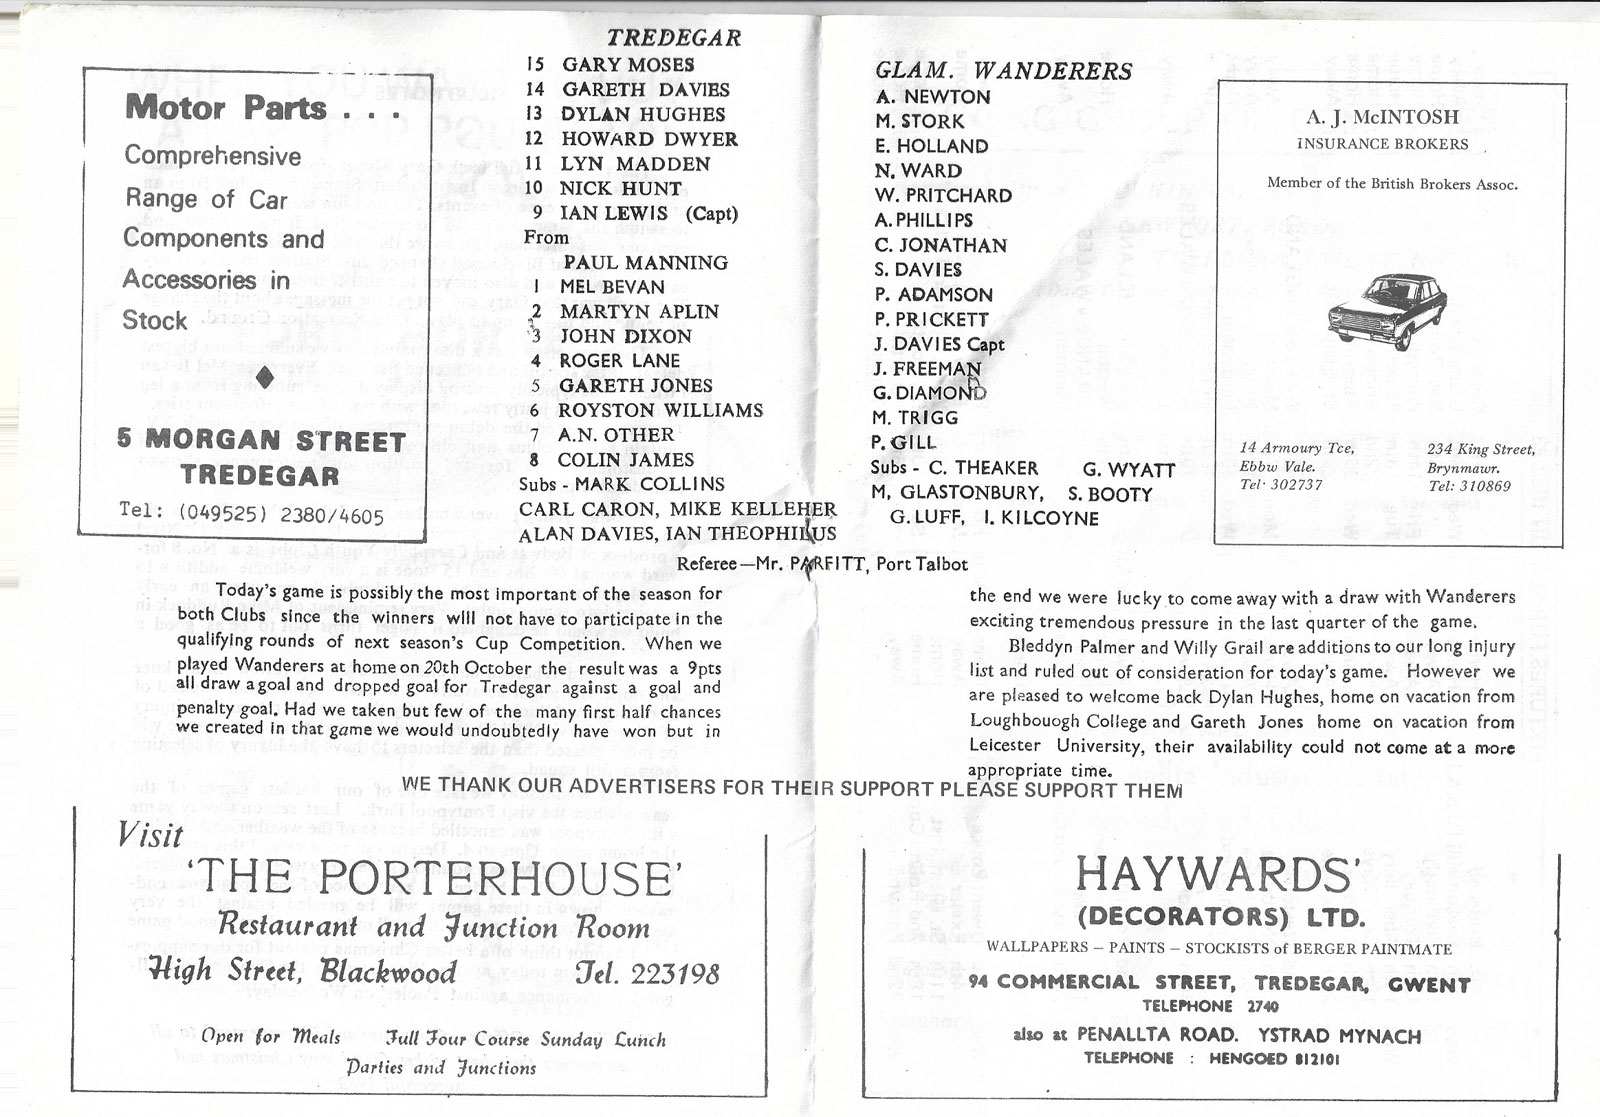 Motor Parts . . .
Comprehensive
Range of Car
Components and
Accessories in
Stock
5 MORGAN STREET
TREDEGAR
Tel: (049525) 2380/4605
TREDEGAR
15 GARY MOSES
14 GARETH DAVIES
13 DYLAN HUGHES
12 HOWARD DWYER
11 LYN MADDEN
10 NICK HUNT
9 IAN LEWIS (Capt)
From
PAUL MANNING
1 MEL BEVAN
2 MARTYN APLIN
3 JOHN DIXON
4 ROGER LANE
5 GARETH JONES
6 ROYSTON WILLIAMS
7 A.N. OTHER
8 COLIN JAMES
Subs - MARK COLLINS
CARL CARON, MIKE KELLEHER
ALAN DAVIES, IAN THEOPHILUS
GLAM. WANDERERS
A. NEWTON
M. STORK
E. HOLLAND
N. WARD
W. PRITCHARD
A. PHILLIPS
C. JONATHAN
S. DAVIES
P. ADAMSON
P. PRICKETT
J. DAVIES Capt
J. FREEMAN
G. DIAMOND
M. TRIGG
P. GILL
Subs - C. THEAKER G. WYATT
M, GLASTONBURY, S. BOOTY
G. LUFF, I. KILCOYNE
A. J. McINTOSH
INSURANCE BROKERS
Member of the British Brokers Assoc.
14 Armoury Tce,
Ebbw Vale.
Tel· 302737
234 King Street,
Brynmawr.
Tel: 310869
Referee—Mr. PARFITT, Port Talbot
Today's game is possibly the most important of the season for
both Clubs since the winners will not have to participate in the
qualifying rounds of next season's Cup Competition. When we
played Wanderers at home on 20th October the result was a 9pts
all draw a goal and dropped goal for Tredegar against a goal and
penalty goal. Had we taken but few of the many first half chances
we created in that game we would undoubtedly have won but in
the end we were lucky to come away with a draw with Wanderers
exciting tremendous pressure in the last quarter of the game.
Bleddyn Palmer and Willy Grail are additions to our long injury
list and ruled out of consideration for today's game. However we
are pleased to welcome back Dylan Hughes, home on vacation from
Loughbouogh College and Gareth Jones home on vacation from
Leicester University, their availability could not come at a more
appropriate time.
WE THANK OUR ADVERTISERS FOR THEIR SUPPORT PLEASE SUPPORT THEM
Visit
'THE PORTERHOUSE'
Restaurant and Function Room
High Street, Blackwood Tel. 223198
Open for Meals Full Four Course Sunday Lunch
Parties and Functions
HAYWARDS'
(DECORATORS) LTD.
WALLPAPERS – PAINTS – STOCKISTS of BERGER PAINTMATE
94 COMMERCIAL STREET, TREDEGAR, GWENT
TELEPHONE 2740
also at PENALLTA ROAD. YSTRAD MYNACH
TELEPHONE : HENGOED 812101